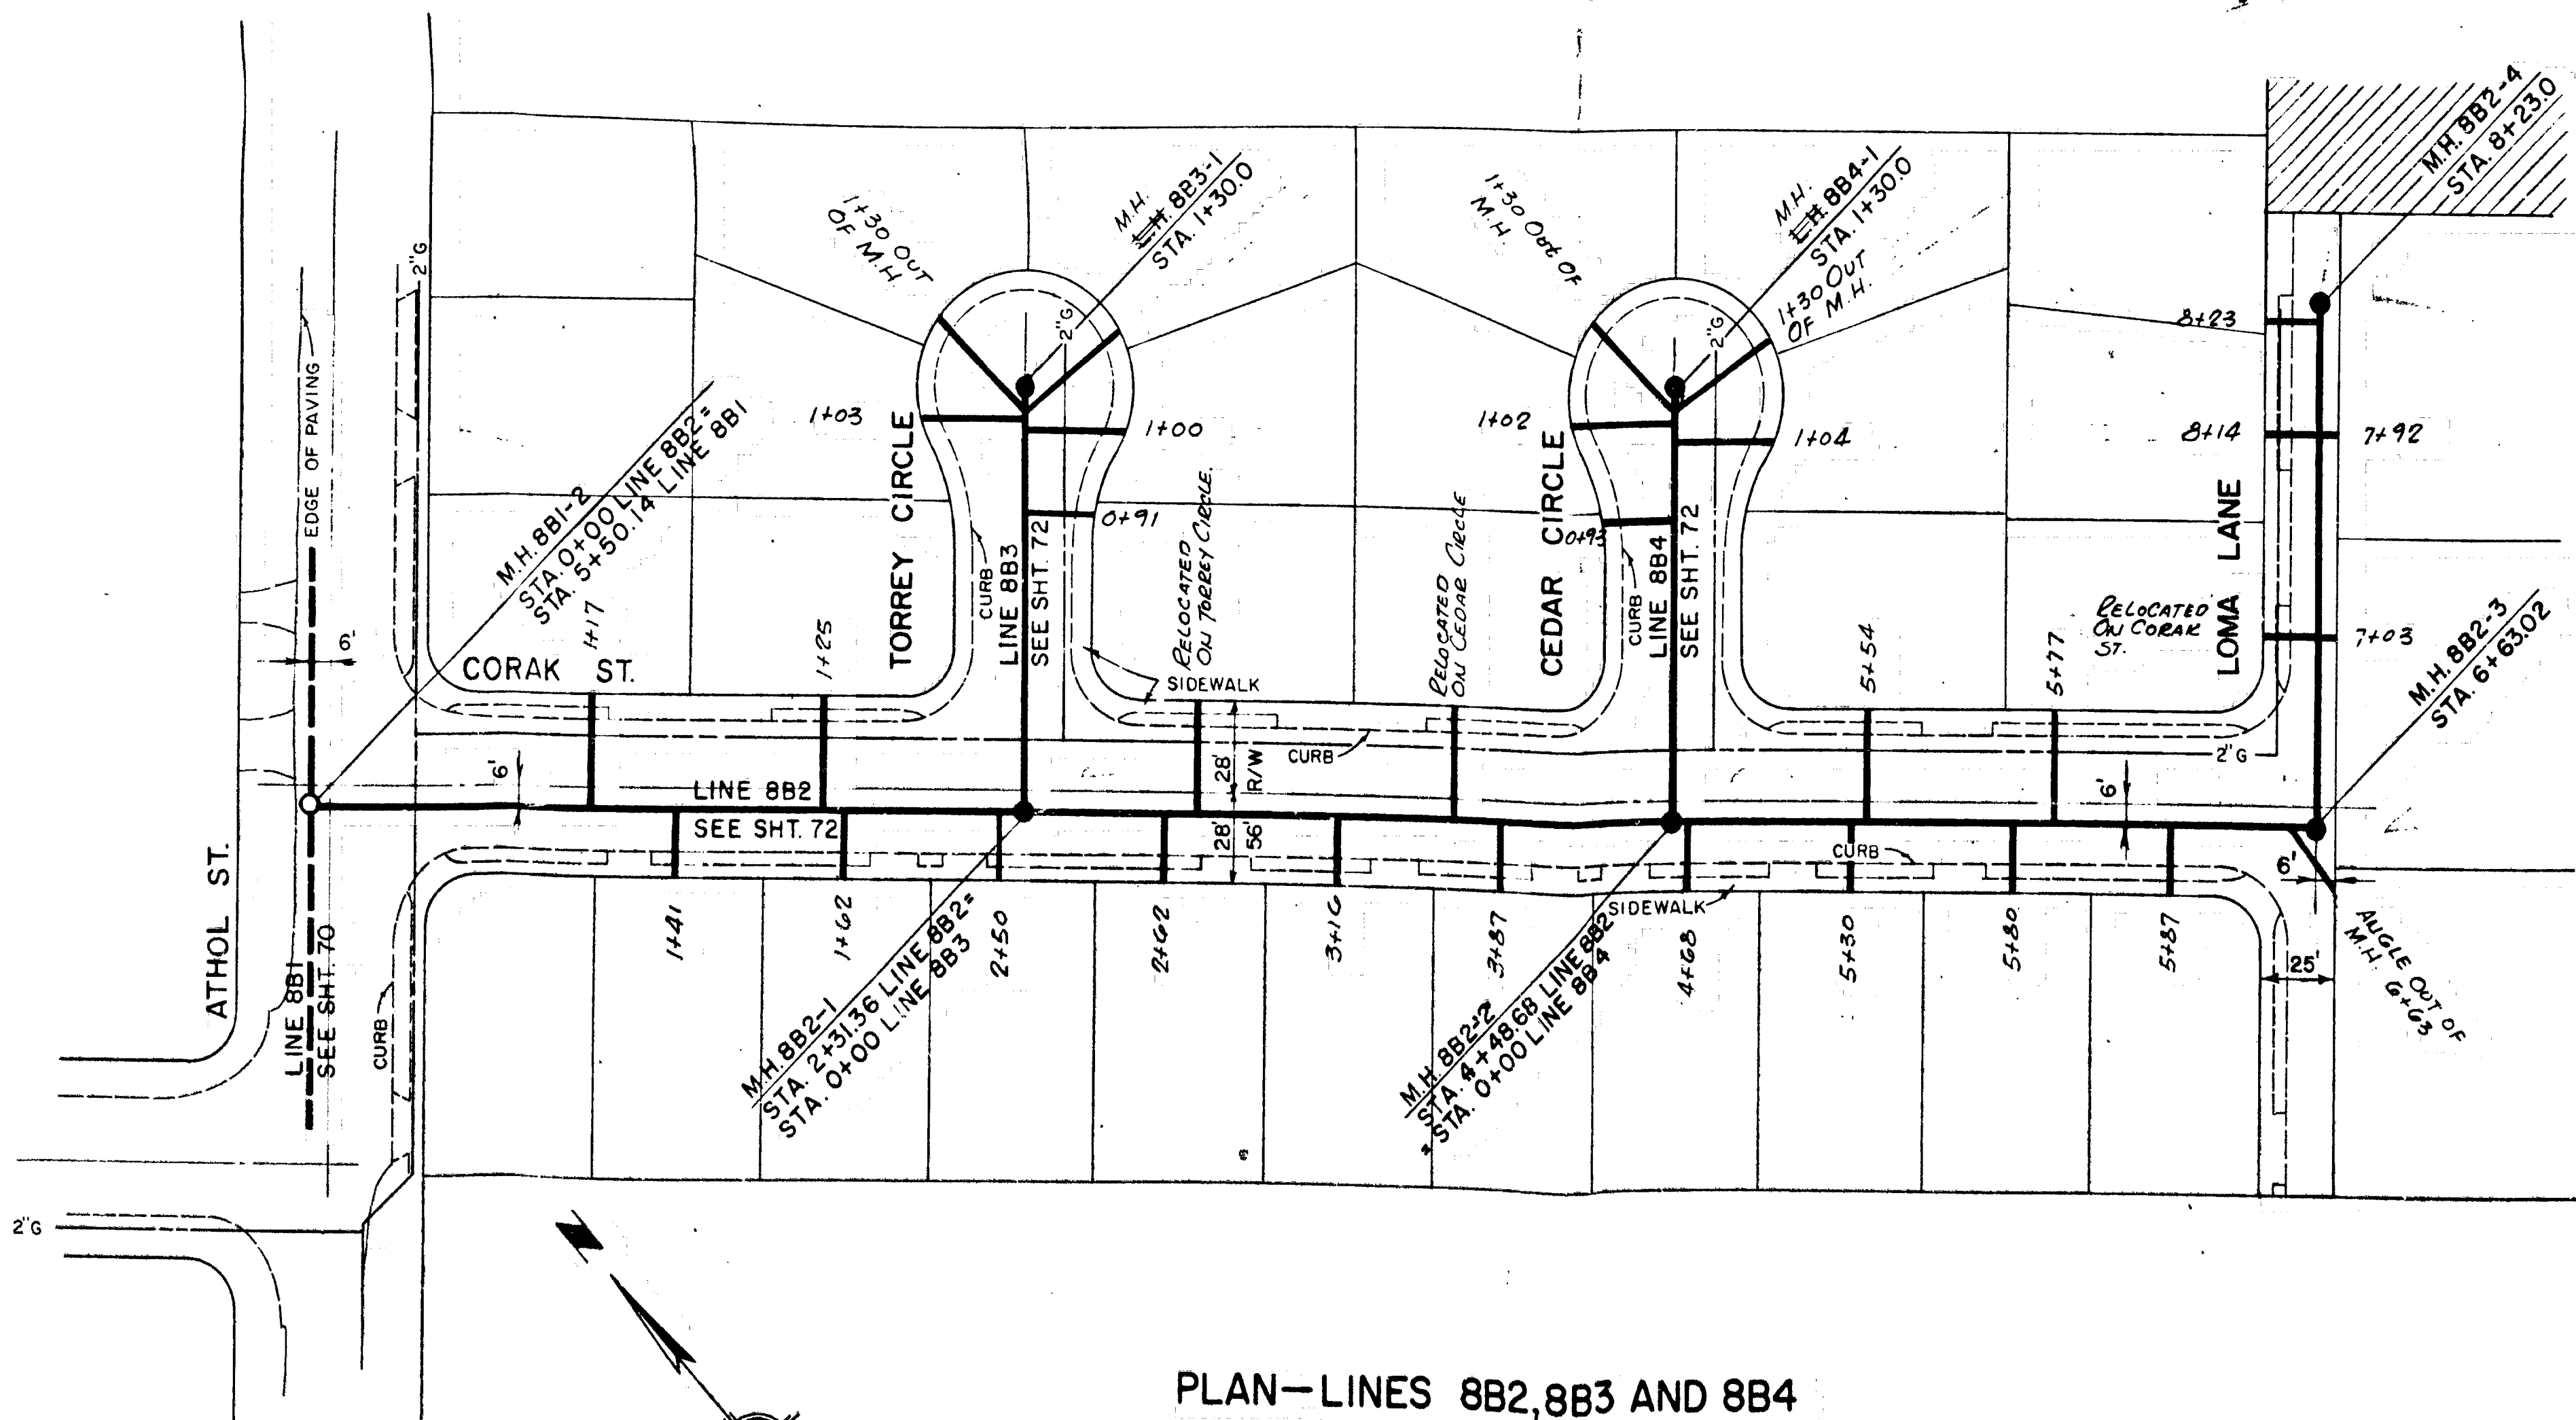 M.H. 8B2-4
STA. 8+23.0
M.H.
L.H. 8B3-1
STA. 1+30.0
1+30 OUT
OF M.H
1+30 Out OF
M.H.
M.H.
L.H. 8B4-1
STA. 1+30.0
1+30 OUT
OF M.H.
2"G
2"G
2"G
EDGE OF PAVING
8+23
1+03
1+00
1+02
1+04
8+14
7+92
M.H. 8B1-2
STA. 0+00 LINE 8B2=
STA. 5+50.14 LINE 8B1
TORREY CIRCLE
CURB
LINE 8B3
SEE SHT. 72
0+91
RELOCATED
ON TORREY CIRCLE.
RELOCATED
ON CEDAR CIRCLE
CEDAR CIRCLE
0+93
CURB
LINE 8B4
SEE SHT. 72
LOMA LANE
RELOCATED
ON CORAK
ST.
7+03
M.H. 8B2-3
STA. 6+63.02
6'
CORAK ST.
1+17
1+25
SIDEWALK
5+54
5+77
CURB
2"G
6'
LINE 8B2
SEE SHT. 72
28'
R/W
28'
56'
6'
CURB
6'
SIDEWALK
ATHOL ST.
LINE 8B1
SEE SHT. 70
CURB
1+41
1+62
2+50
2+62
3+16
3+87
4+68
5+30
5+80
5+87
25'
ANGLE OUT OF
M.H. 6+63
M.H. 8B2-1
STA. 2+31.36 LINE 8B2=
STA. 0+00 LINE 8B3
M.H. 8B2-2
STA. 4+48.68 LINE 8B2
= STA. 0+00 LINE 8B4
2"G
N
PLAN—LINES 8B2, 8B3 AND 8B4